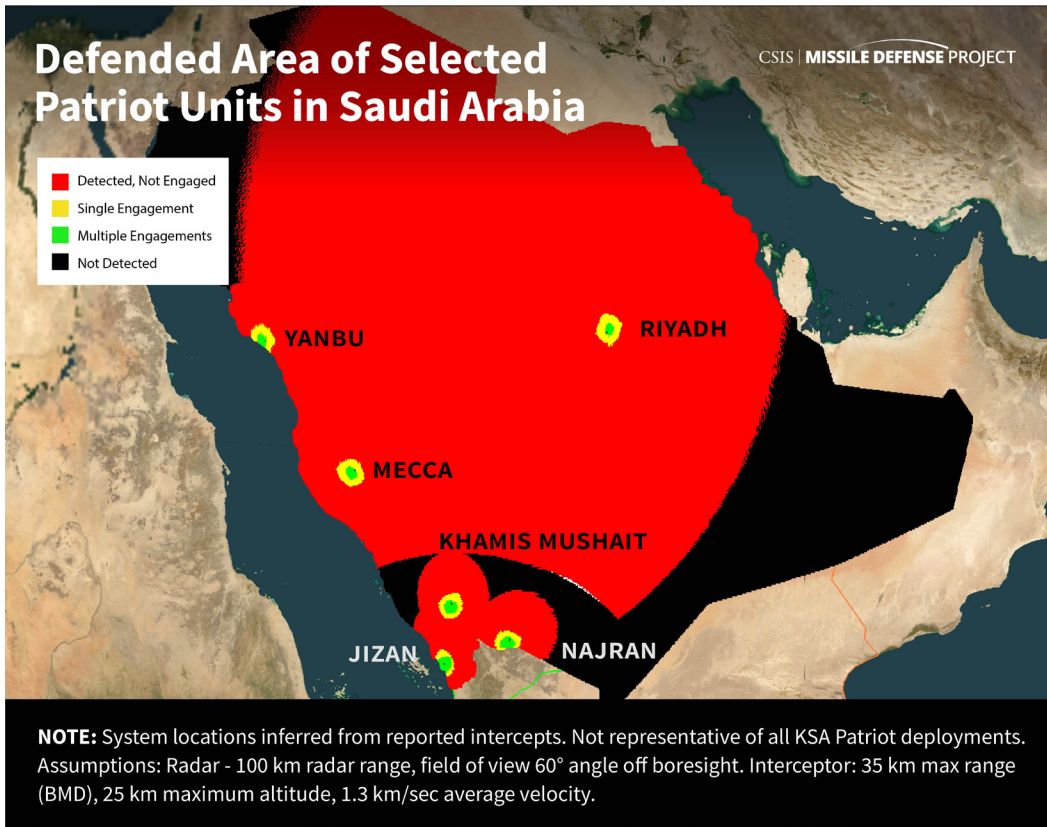 Defended Area of Selected
Patriot Units in Saudi Arabia
CSIS | MISSILE DEFENSE PROJECT
Detected, Not Engaged
Single Engagement
Multiple Engagements
Not Detected
YANBU
RIYADH
MECCA
KHAMIS MUSHAIT
JIZAN
NAJRAN
NOTE: System locations inferred from reported intercepts. Not representative of all KSA Patriot deployments.
Assumptions: Radar - 100 km radar range, field of view 60° angle off boresight. Interceptor: 35 km max range
(BMD), 25 km maximum altitude, 1.3 km/sec average velocity.